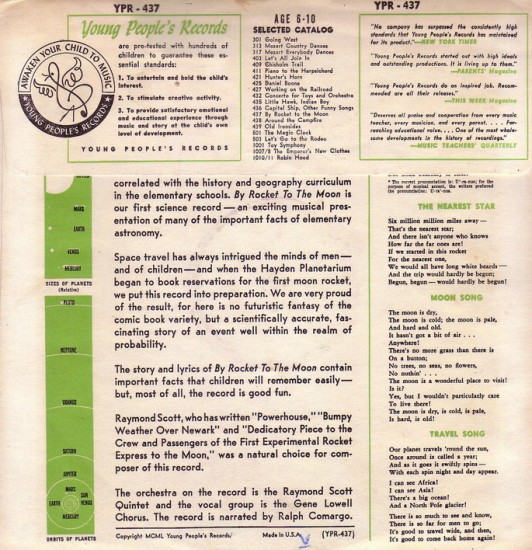 YPR - 437
Young People's Records
are pre-tested with hundreds of
children to guarantee these es-
sential standards:
1. To entertain and hold the child's
interest.
2. To stimulate creative activity.
3. To provide satisfactory emotional
and educational experience through
music and story at the child's own
level of development.
YOUNG PEOPLE'S RECORDS
AWAKEN YOUR CHILD TO MUSIC
YOUNG PEOPLE'S RECORDS
AGE 6-10
SELECTED CATALOG
301 Going West
313 Mozart Country Dances
317 Mozart Everybody Dances
403 Let's All Join In
409 Chisholm Trail
411 Piano to the Harpsichord
421 Hunter's Horn
425 Daniel Boone
427 Working on the Railroad
432 Concerto for Toys and Orchestra
435 Little Hawk, Indian Boy
436 Capital Ship, Other Funny Songs
437 By Rocket to the Moon
438 Around the Campfire
439 Old Ironsides
501 The Magic Clock
503 Let's Go to the Rodeo
1001 Toy Symphony
1007/8 The Emperor's New Clothes
1010/11 Robin Hood
YPR - 437
"No company has surpassed the consistently high
standards that Young People's Records has maintained
for its product."—NEW YORK TIMES
"Young People's Records started out with high ideals
and outstanding productions. It is living up to them."
—PARENTS' Magazine
"Young People's Records do an inspired job. Recom-
mended are all their releases."
—THIS WEEK Magazine
"Deserves all praise and cooperation from every music
teacher, every musician, and every parent. . . . Far-
reaching educational value. . . One of the most whole-
some developments in the history of recordings."
—MUSIC TEACHERS' QUARTERLY
MARS
EARTH
VENUS
MERCURY
SIZES OF PLANETS
(Relative)
PLUTO
NEPTUNE
URANUS
SATURN
JUPITER
MARS
EARTH
SUN
VENUS
MERCURY
ORBITS OF PLANETS
correlated with the history and geography curriculum
in the elementary schools. By Rocket To The Moon is
our first science record—an exciting musical pres-
entation of many of the important facts of elementary
astronomy.
Space travel has always intrigued the minds of men—
and of children—and when the Hayden Planetarium
began to book reservations for the first moon rocket,
we put this record into preparation. We are very proud
of the result, for here is no futuristic fantasy of the
comic book variety, but a scientifically accurate, fas-
cinating story of an event well within the realm of
probability.
The story and lyrics of By Rocket To The Moon contain
important facts that children will remember easily—
but, most of all, the record is good fun.
Raymond Scott, who has written "Powerhouse," "Bumpy
Weather Over Newark" and "Dedicatory Piece to the
Crew and Passengers of the First Experimental Rocket
Express to the Moon," was a natural choice for com-
poser of this record.
The orchestra on the record is the Raymond Scott
Quintet and the vocal group is the Gene Lowell
Chorus. The record is narrated by Ralph Camargo.
Copyright MCML Young People's Records/ Made in U.S.A. (YPR-437)
purpose of musical accent, the writers preferred
THE NEAREST STAR
Six million million miles away—
That's the nearest star;
And there isn't anyone who knows
How far the far ones are!
If we started in this rocket
For the nearest one,
We would all have long white beards—
And the trip would hardly be begun;
Begun, begun — would hardly be begun!
MOON SONG
The moon is dry,
The moon is cold; the moon is pale,
And hard and old.
It hasn't got a bit of air . . .
Anywhere!
There's no more grass than there is
On a button;
No trees, no seas, no flowers,
No nuthin' . . .
The moon is a wonderful place to visit!
Is it?
Yes, but I wouldn't particularly care
To live there!
The moon is dry, is cold, is pale,
Is hard, is old!
TRAVEL SONG
Our planet travels 'round the sun,
Once around is called a year;
And as it goes it swiftly spins —
With each spin night and day appear.
I can see Africa!
I can see Asia!
There's a big ocean!
And a North Pole glacier!
There is so much to see and know,
There is so far for men to go;
It's good to travel wide, and then,
It's good to come back home again!